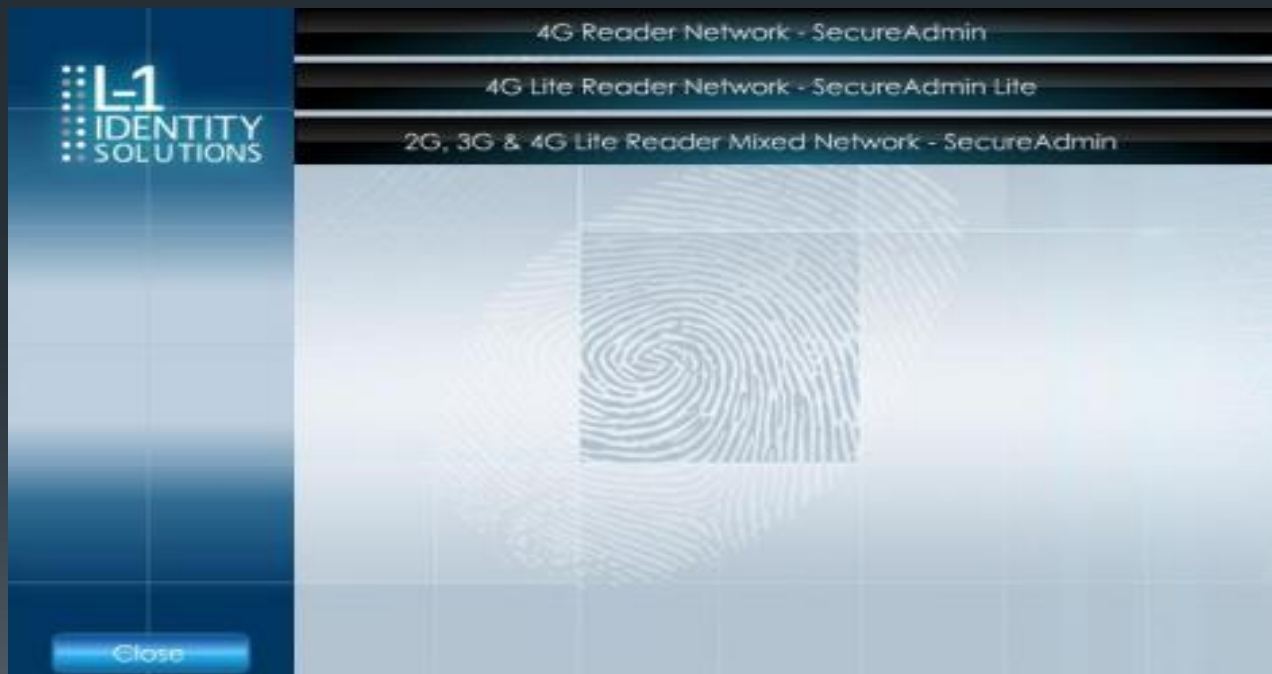 L-1
IDENTITY
SOLUTIONS
4G Reader Network - SecureAdmin
4G Lite Reader Network - SecureAdmin Lite
2G, 3G & 4G Lite Reader Mixed Network - SecureAdmin
Close